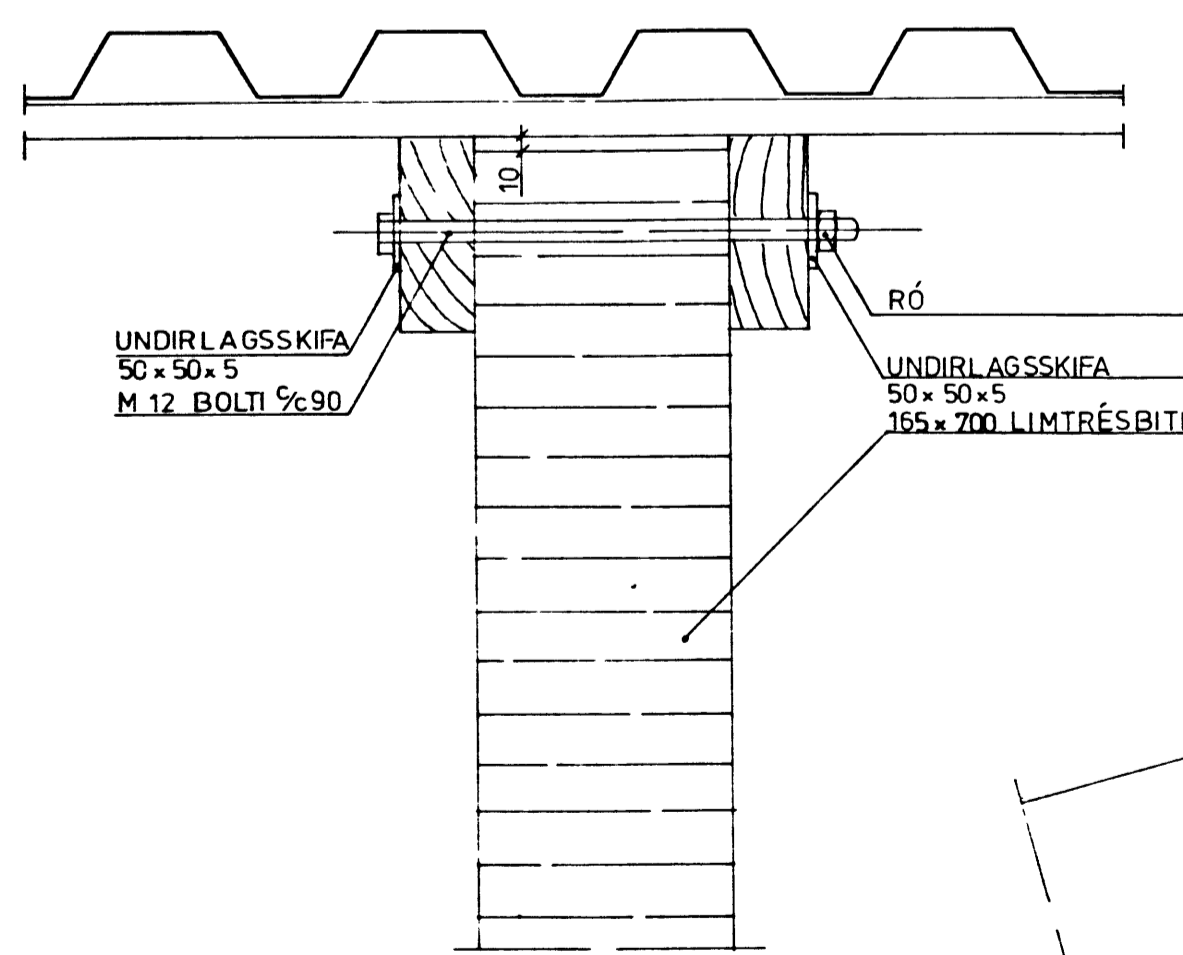 10
UNDIRLAGSSKIFA
50 x 50 x 5
M 12 BOLTI c/c 90
RÓ
UNDIRLAGSSKIFA
50 x 50 x 5
165 x 700 LIMTRÉSBITI